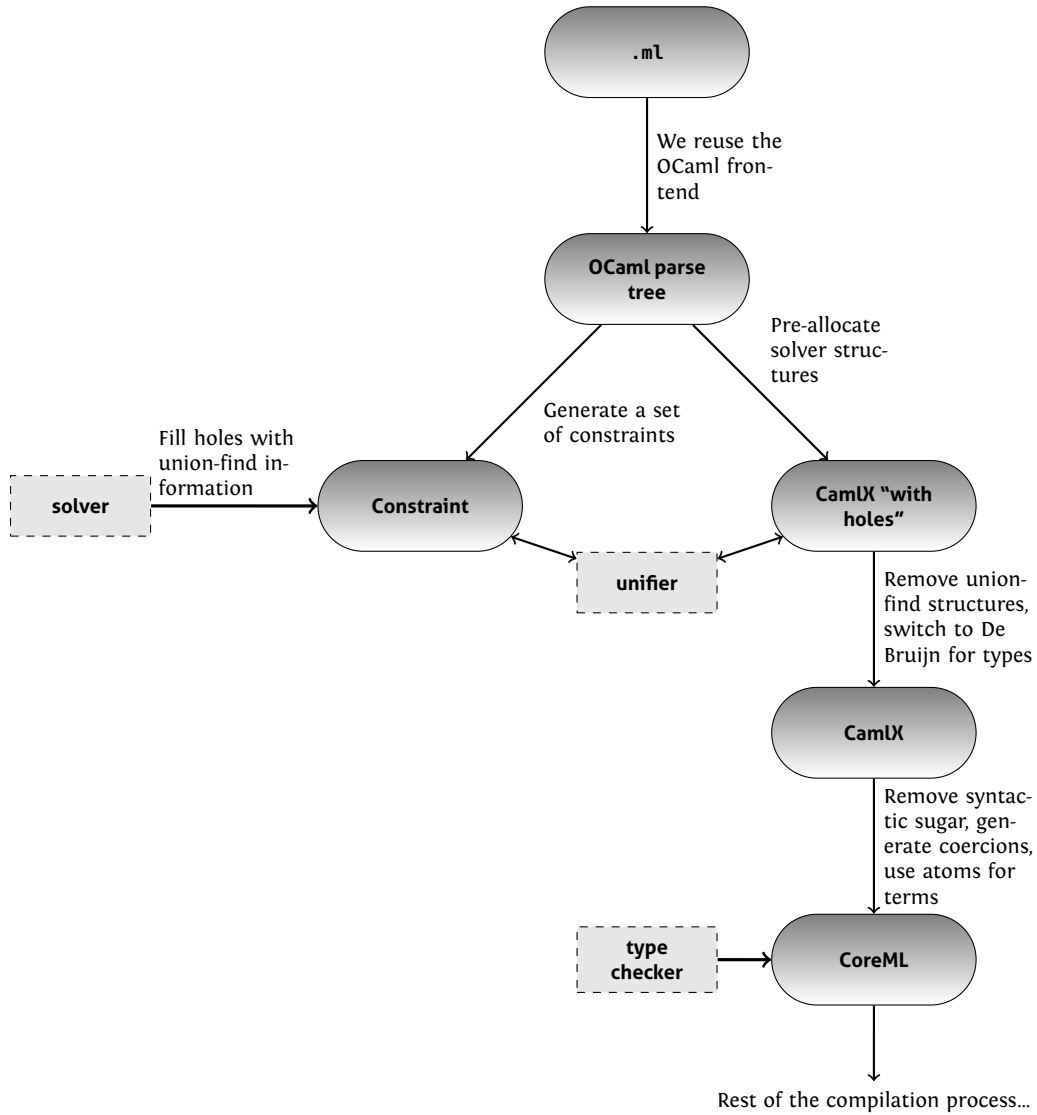 .ml
We reuse the
OCaml fron-
tend
OCaml parse
tree
Pre-allocate
solver struc-
tures
Generate a set
of constraints
Fill holes with
union-find in-
formation
solver
Constraint
CamlX “with
holes”
unifier
Remove union-
find structures,
switch to De
Bruijn for types
CamlX
Remove syntac-
tic sugar, gen-
erate coercions,
use atoms for
terms
type
checker
CoreML
Rest of the compilation process...